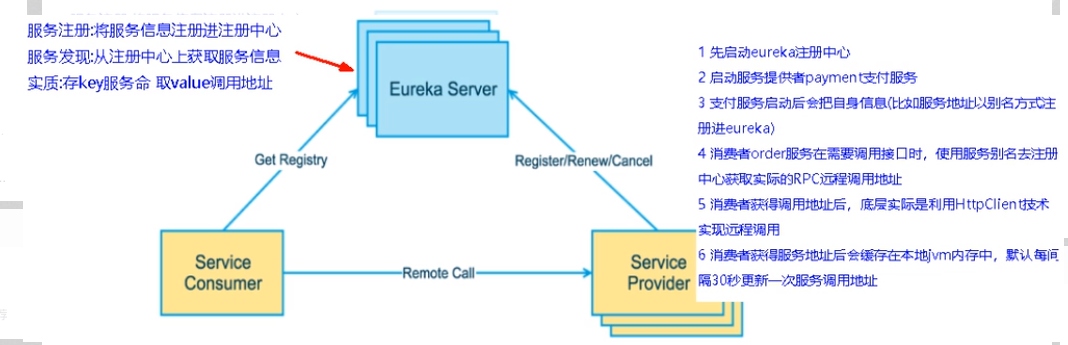 服务注册:将服务信息注册进注册中心
服务发现:从注册中心上获取服务信息
实质:存key服务命 取value调用地址
Eureka Server
Get Registry
Register/Renew/Cancel
Service
Consumer
Remote Call
Service
Provider
1 先启动eureka注册中心
2 启动服务提供者payment支付服务
3 支付服务启动后会把自身信息(比如服务地址以别名方式注
册进eureka)
4 消费者order服务在需要调用接口时，使用服务别名去注册
中心获取实际的RPC远程调用地址
5 消费者获得调用地址后，底层实际是利用HttpClient技术
实现远程调用
6 消费者获得服务地址后会缓存在本地jvm内存中，默认每间
隔30秒更新一次服务调用地址